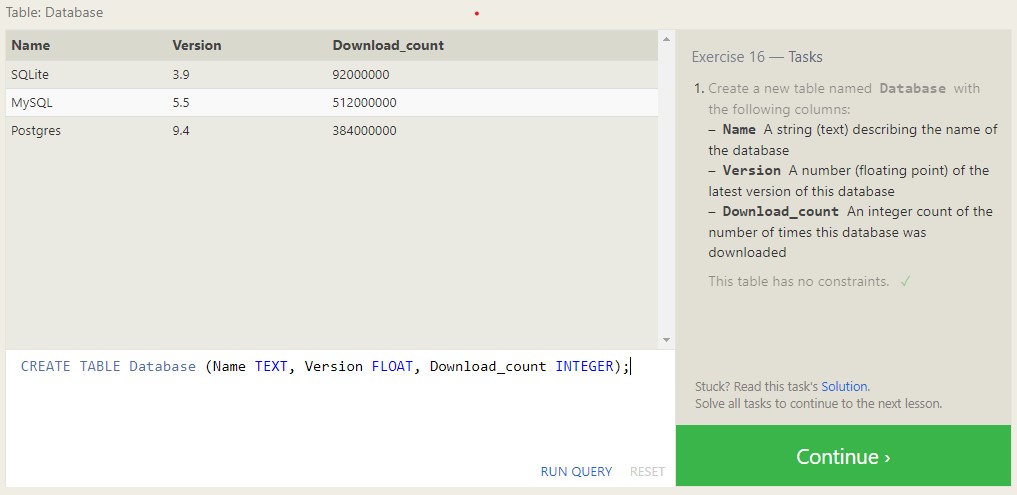 Table: Database
Name Version Download_count
SQLite 3.9 92000000
MySQL 5.5 512000000
Postgres 9.4 384000000
CREATE TABLE Database (Name TEXT, Version FLOAT, Download_count INTEGER);
RUN QUERY RESET
Exercise 16 — Tasks
1. Create a new table named Database with
the following columns:
– Name A string (text) describing the name of
the database
– Version A number (floating point) of the
latest version of this database
– Download_count An integer count of the
number of times this database was
downloaded
This table has no constraints. ✓
Stuck? Read this task's Solution.
Solve all tasks to continue to the next lesson.
Continue ›